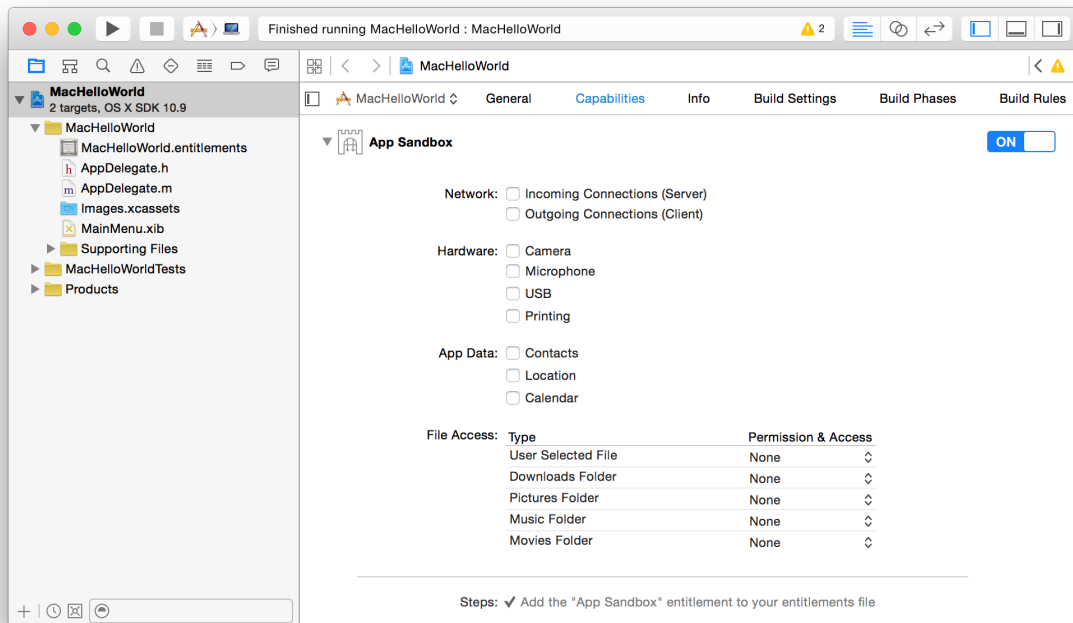 Finished running MacHelloWorld : MacHelloWorld
2
MacHelloWorld
MacHelloWorld
2 targets, OS X SDK 10.9
MacHelloWorld General Capabilities Info Build Settings Build Phases Build Rules
MacHelloWorld
MacHelloWorld.entitlements
h AppDelegate.h
m AppDelegate.m
Images.xcassets
MainMenu.xib
Supporting Files
MacHelloWorldTests
Products
App Sandbox
ON
Network: Incoming Connections (Server)
Outgoing Connections (Client)
Hardware: Camera
Microphone
USB
Printing
App Data: Contacts
Location
Calendar
File Access: Type Permission & Access
User Selected File None
Downloads Folder None
Pictures Folder None
Music Folder None
Movies Folder None
Steps: ✓ Add the "App Sandbox" entitlement to your entitlements file